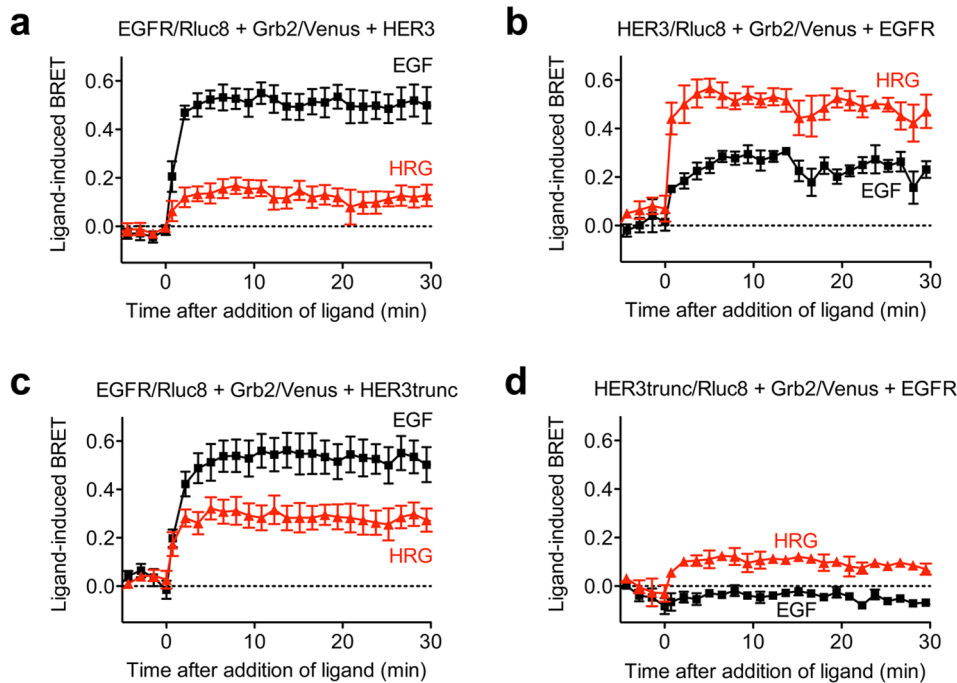 a
EGFR/Rluc8 + Grb2/Venus + HER3
Ligand-induced BRET
0.6
0.4
0.2
0.0
EGF
HRG
0
10
20
30
Time after addition of ligand (min)
b
HER3/Rluc8 + Grb2/Venus + EGFR
Ligand-induced BRET
0.6
0.4
0.2
0.0
HRG
EGF
0
10
20
30
Time after addition of ligand (min)
c
EGFR/Rluc8 + Grb2/Venus + HER3trunc
Ligand-induced BRET
0.6
0.4
0.2
0.0
EGF
HRG
0
10
20
30
Time after addition of ligand (min)
d
HER3trunc/Rluc8 + Grb2/Venus + EGFR
Ligand-induced BRET
0.6
0.4
0.2
0.0
HRG
EGF
0
10
20
30
Time after addition of ligand (min)